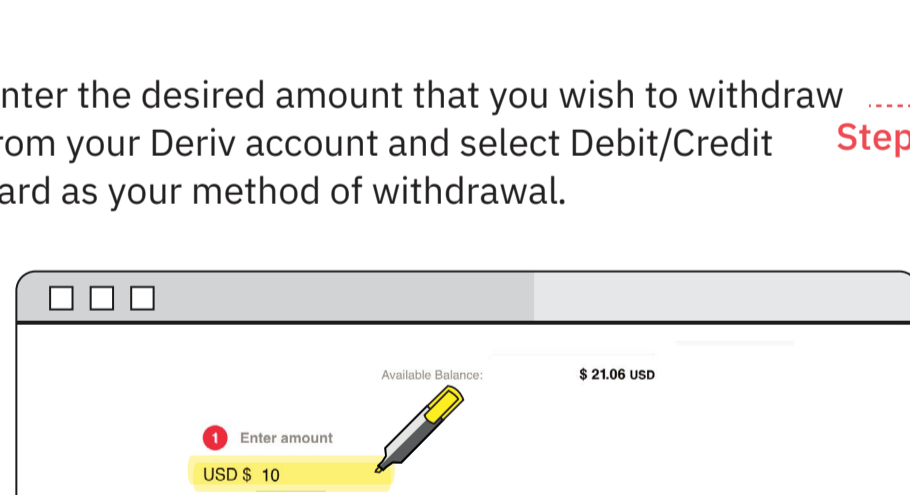 nter the desired amount that you wish to withdraw
rom your Deriv account and select Debit/Credit
ard as your method of withdrawal.
Step
Available Balance: $ 21.06 USD
1 Enter amount
USD $ 10